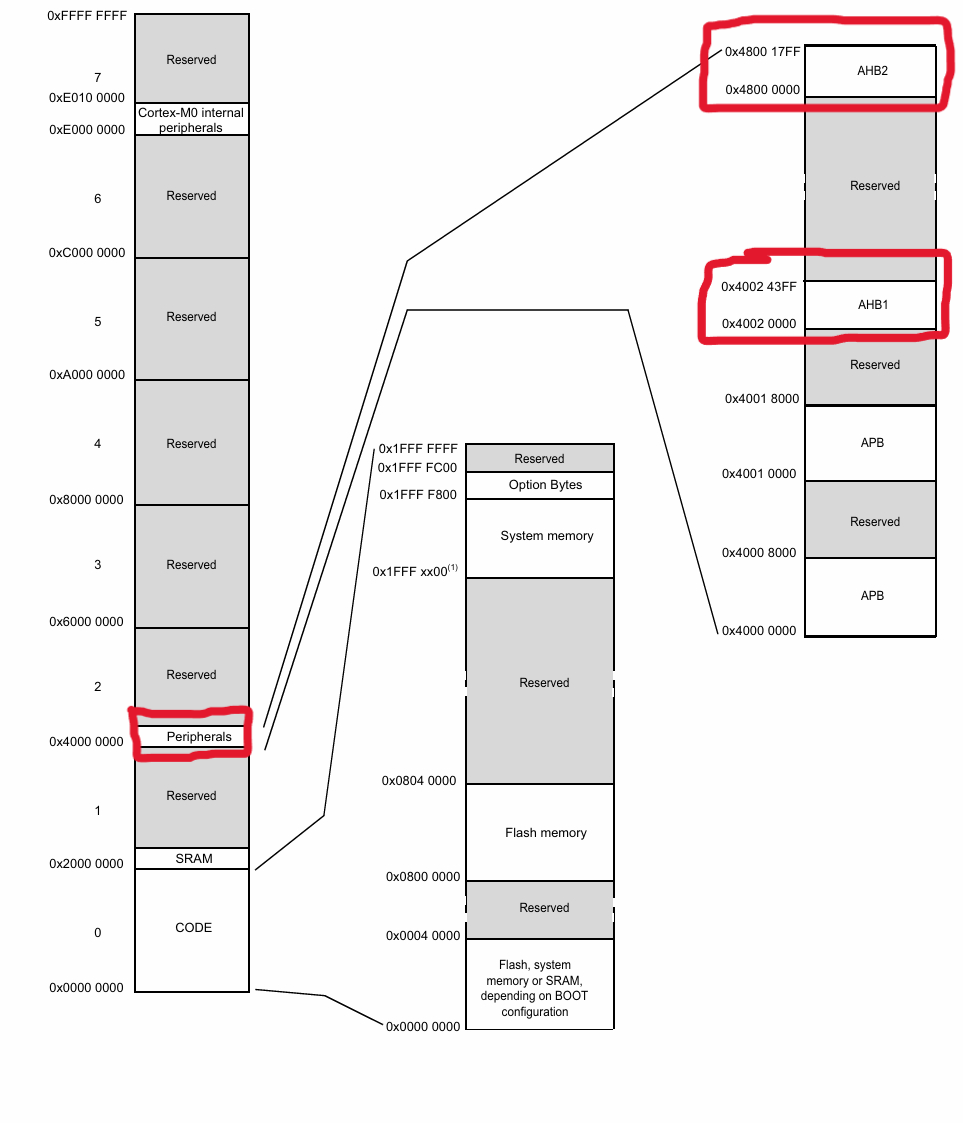 0xFFFF FFFF
Reserved
7
0xE010 0000
Cortex-M0 internal
peripherals
0xE000 0000
Reserved
6
0xC000 0000
Reserved
5
0xA000 0000
Reserved
4
0x8000 0000
Reserved
3
0x6000 0000
Reserved
2
Peripherals
0x4000 0000
Reserved
1
SRAM
0x2000 0000
CODE
0
0x0000 0000
0x1FFF FFFF
Reserved
0x1FFF FC00
Option Bytes
0x1FFF F800
System memory
0x1FFF xx00(1)
Reserved
0x0804 0000
Flash memory
0x0800 0000
Reserved
0x0004 0000
Flash, system
memory or SRAM,
depending on BOOT
configuration
0x0000 0000
0x4800 17FF
AHB2
0x4800 0000
Reserved
0x4002 43FF
AHB1
0x4002 0000
Reserved
0x4001 8000
APB
0x4001 0000
Reserved
0x4000 8000
APB
0x4000 0000